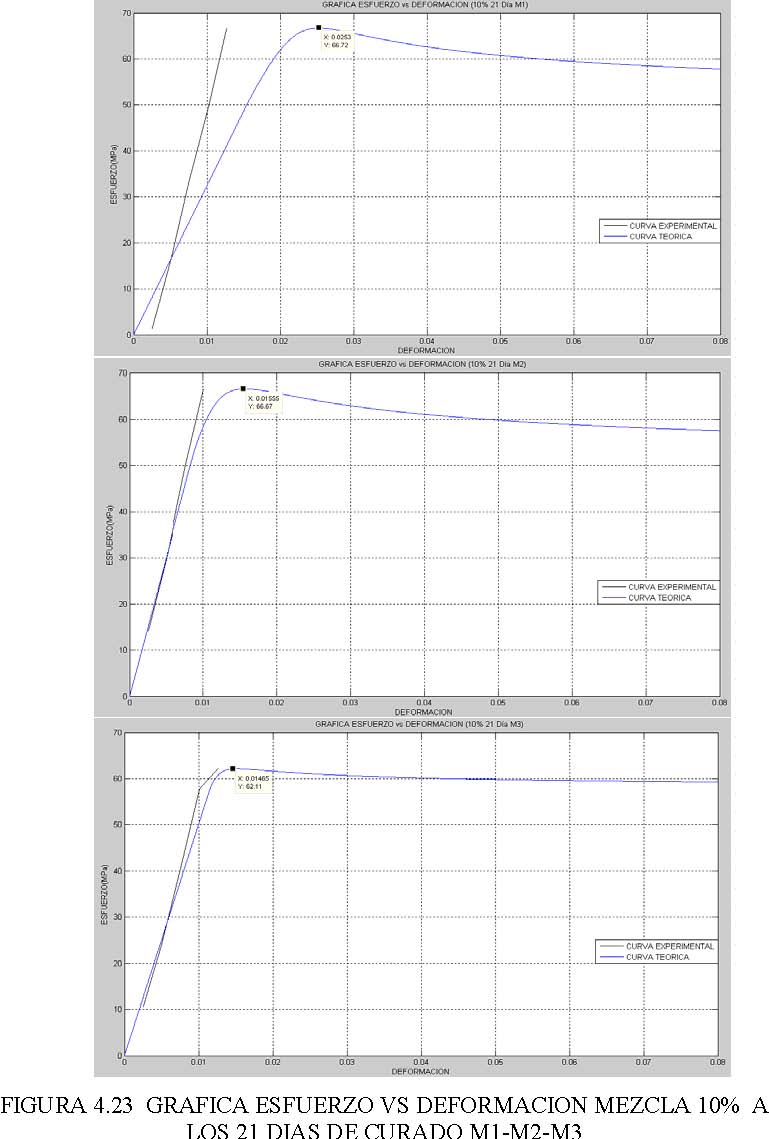 GRAFICA ESFUERZO vs DEFORMACION (10% 21 Día M1)
70
60
50
40
30
20
10
0
ESFUERZO(MPa)
X: 0.0253
Y: 66.72
CURVA EXPERIMENTAL
CURVA TEORICA
0 0.01 0.02 0.03 0.04 0.05 0.06 0.07 0.08
DEFORMACION
GRAFICA ESFUERZO vs DEFORMACION (10% 21 Día M2)
70
60
50
40
30
20
10
0
ESFUERZO(MPa)
X: 0.01555
Y: 66.67
CURVA EXPERIMENTAL
CURVA TEORICA
0 0.01 0.02 0.03 0.04 0.05 0.06 0.07 0.08
DEFORMACION
GRAFICA ESFUERZO vs DEFORMACION (10% 21 Día M3)
70
60
50
40
30
20
10
0
ESFUERZO(MPa)
X: 0.01465
Y: 62.11
CURVA EXPERIMENTAL
CURVA TEORICA
0 0.01 0.02 0.03 0.04 0.05 0.06 0.07 0.08
DEFORMACION
FIGURA 4.23 GRAFICA ESFUERZO VS DEFORMACION MEZCLA 10% A
LOS 21 DIAS DE CURADO M1-M2-M3